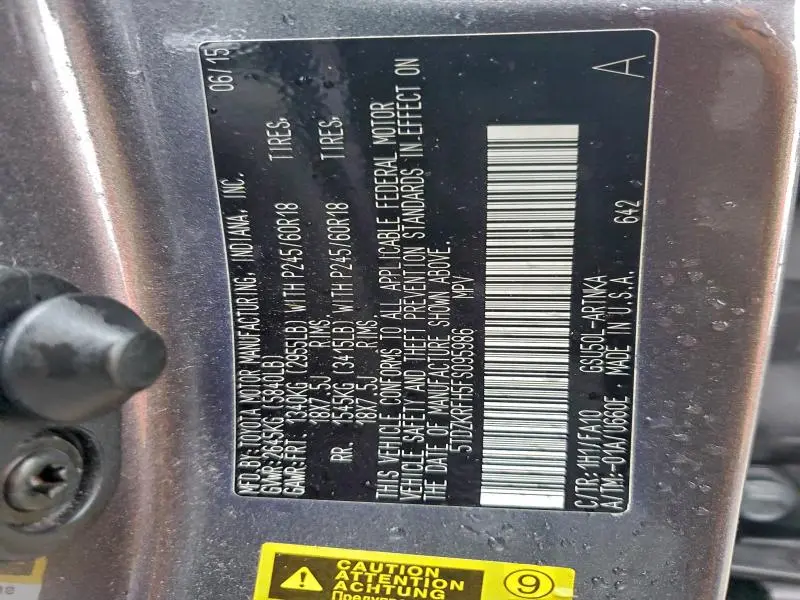 MFD.BY:TOYOTA MOTOR MANUFACTURING, INDIANA, INC. 06/15
GVWR:2645KG(5840LB)
GAWR:FRT: 1340KG (2955LB) WITH P245/60R18 TIRES,
18X7.5J RIMS
RR 1545KG (3415LB) WITH P245/60R18 TIRES,
18X7.5J RIMS
THIS VEHICLE CONFORMS TO ALL APPLICABLE FEDERAL MOTOR
VEHICLE SAFETY AND THEFT PREVENTION STANDARDS IN EFFECT ON
THE DATE OF MANUFACTURE SHOWN ABOVE.
5TDZKRFH5FS095986 MPV
C/TR:1H1/FA10 GSU50L-ARTNKA
A/TM:-01A/U660E MADE IN U.S.A. 642 A
CAUTION
ATTENTION
ACHTUNG
9